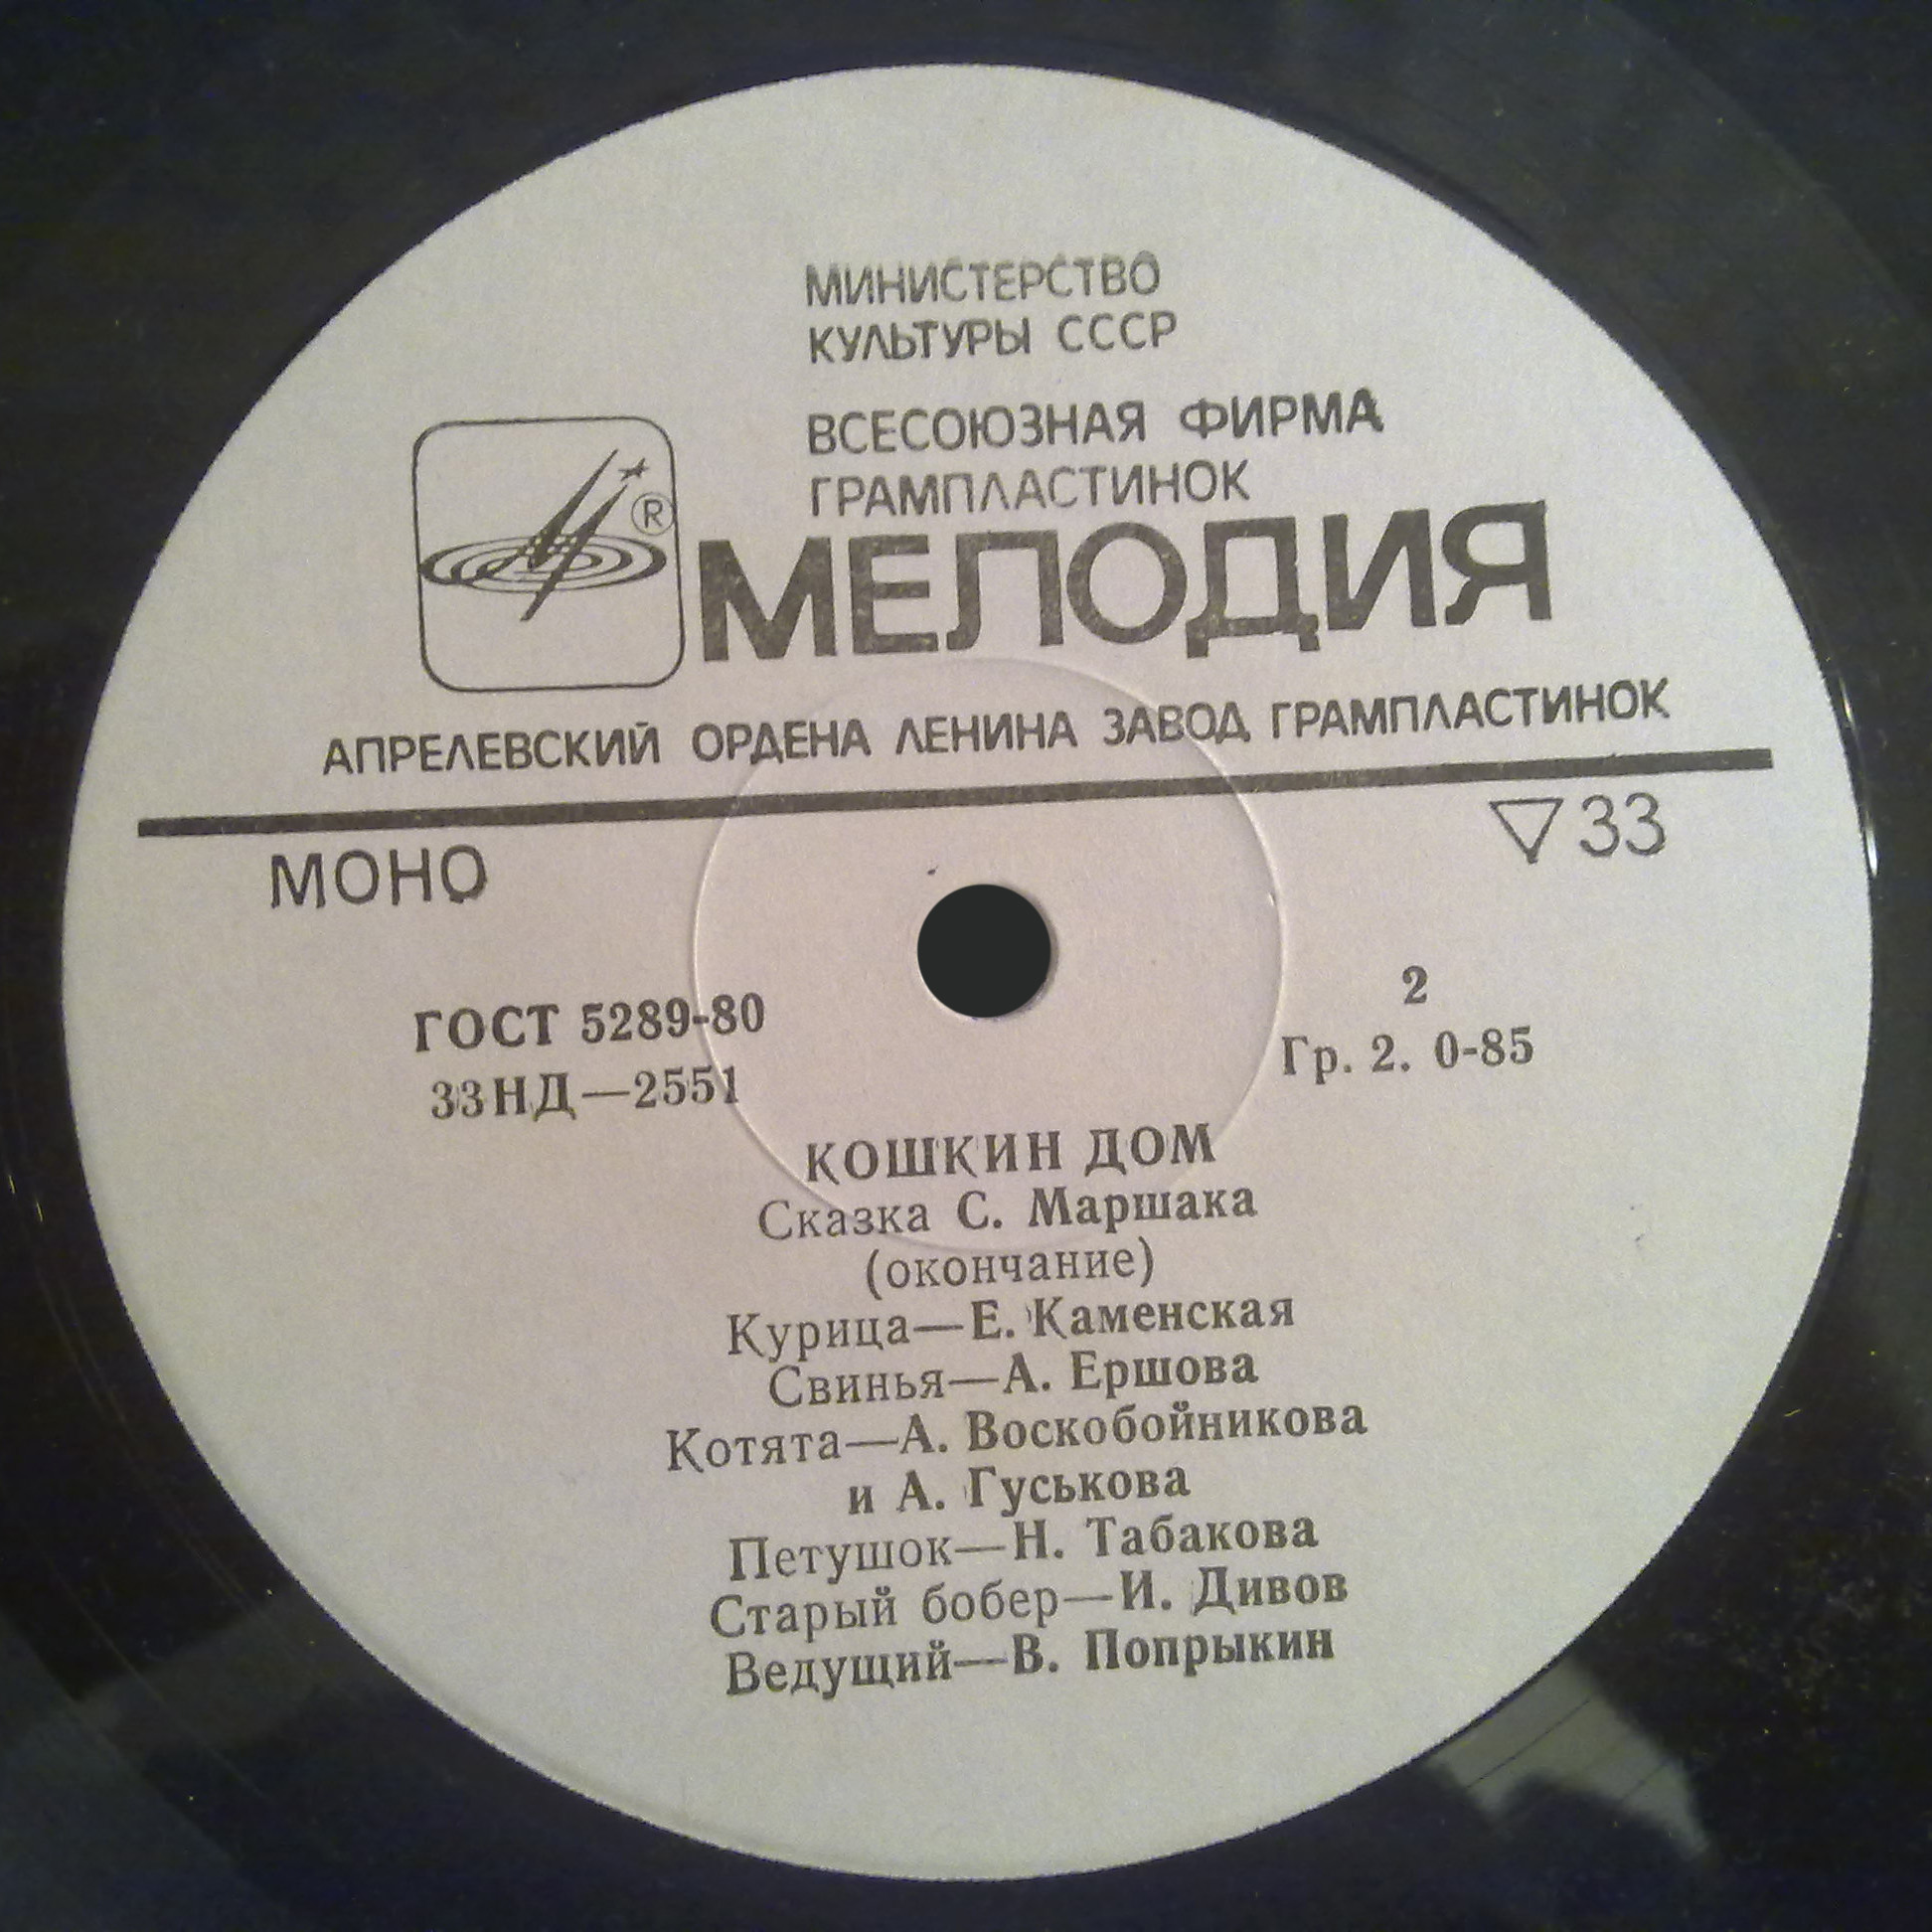 МИНИСТЕРСТВО
КУЛЬТУРЫ СССР
ВСЕСОЮЗНАЯ ФИРМА
ГРАМПЛАСТИНОК
®
МЕЛОДИЯ
АПРЕЛЕВСКИЙ ОРДЕНА ЛЕНИНА ЗАВОД ГРАМПЛАСТИНОК
МОНО
▽ 33
ГОСТ 5289-80
33НД—2551
2
Гр. 2. 0-85
КОШКИН ДОМ
Сказка С. Маршака
(окончание)
Курица—Е. Каменская
Свинья—А. Ершова
Котята—А. Воскобойникова
и А. Гуськова
Петушок—Н. Табакова
Старый бобер—И. Дивов
Ведущий—В. Попрыкин